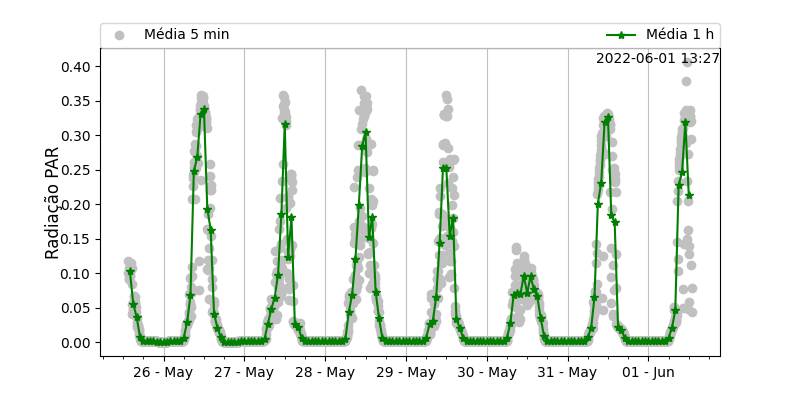 Média 5 min
Média 1 h
2022-06-01 13:27
Radiação PAR
0.40
0.35
0.30
0.25
0.20
0.15
0.10
0.05
0.00
26 - May
27 - May
28 - May
29 - May
30 - May
31 - May
01 - Jun